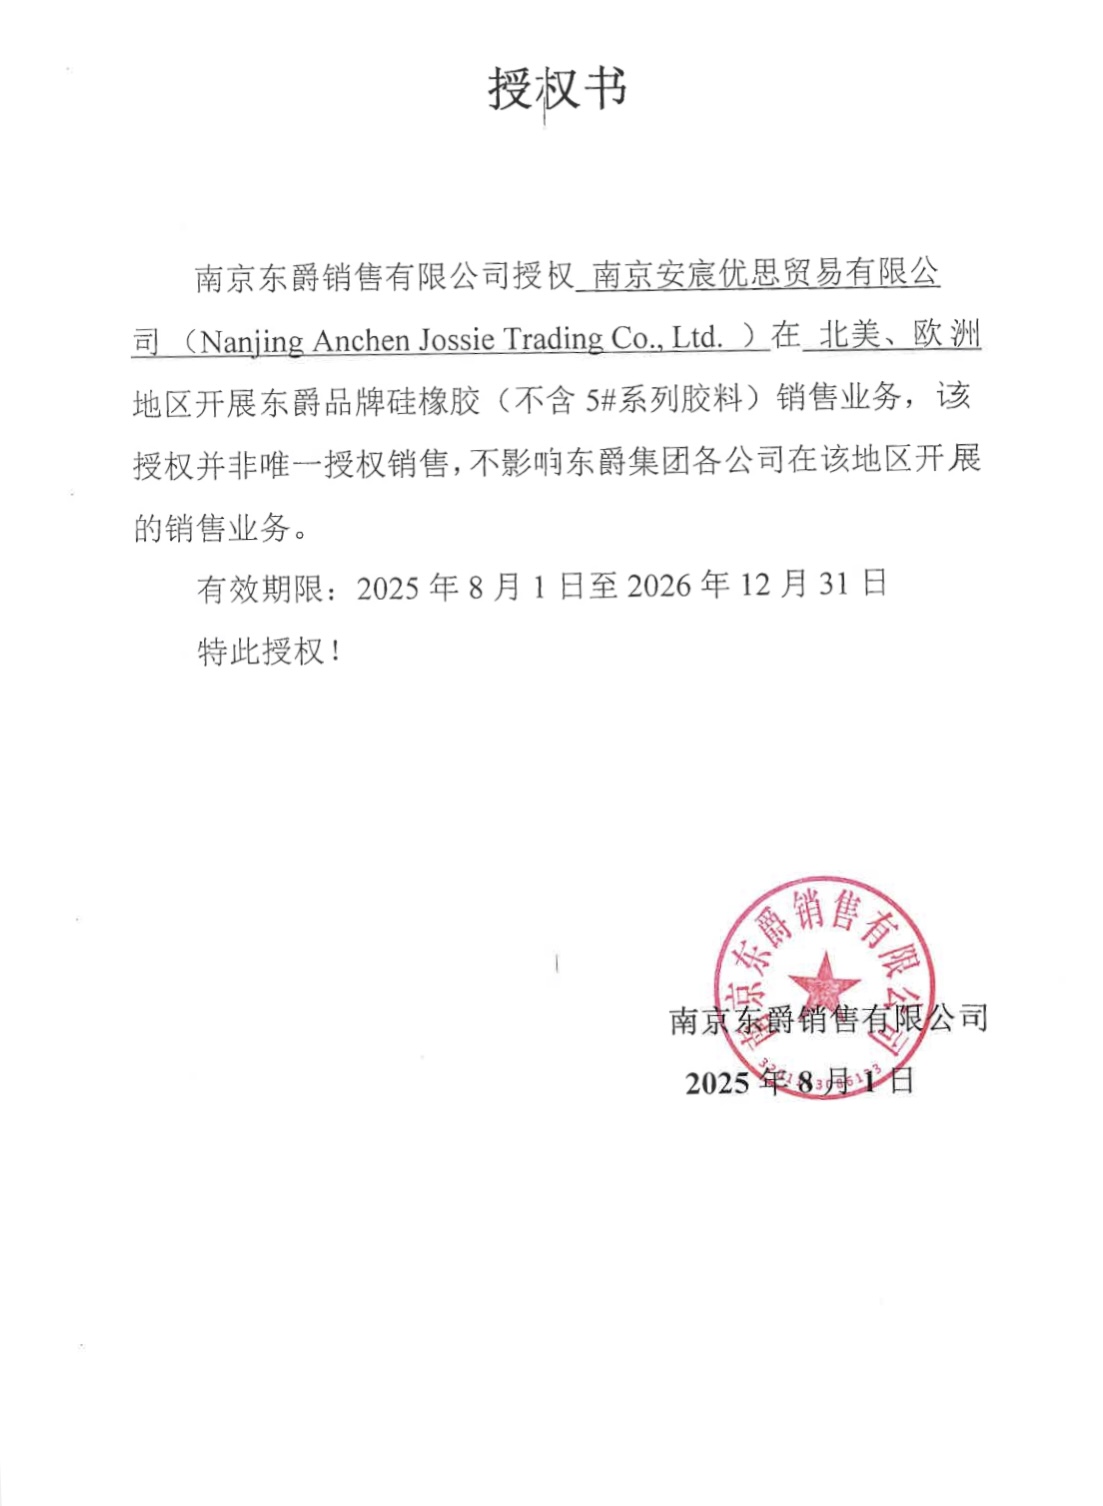 授权书
南京东爵销售有限公司授权 南京安宸优思贸易有限公
司（Nanjing Anchen Jossie Trading Co., Ltd. ）在 北美、欧洲
地区开展东爵品牌硅橡胶（不含 5#系列胶料）销售业务，该
授权并非唯一授权销售，不影响东爵集团各公司在该地区开展
的销售业务。
有效期限：2025 年 8 月 1 日至 2026 年 12 月 31 日
特此授权！
南京东爵销售有限公司
南京东爵销售有限公司
2025 年 8 月 1 日